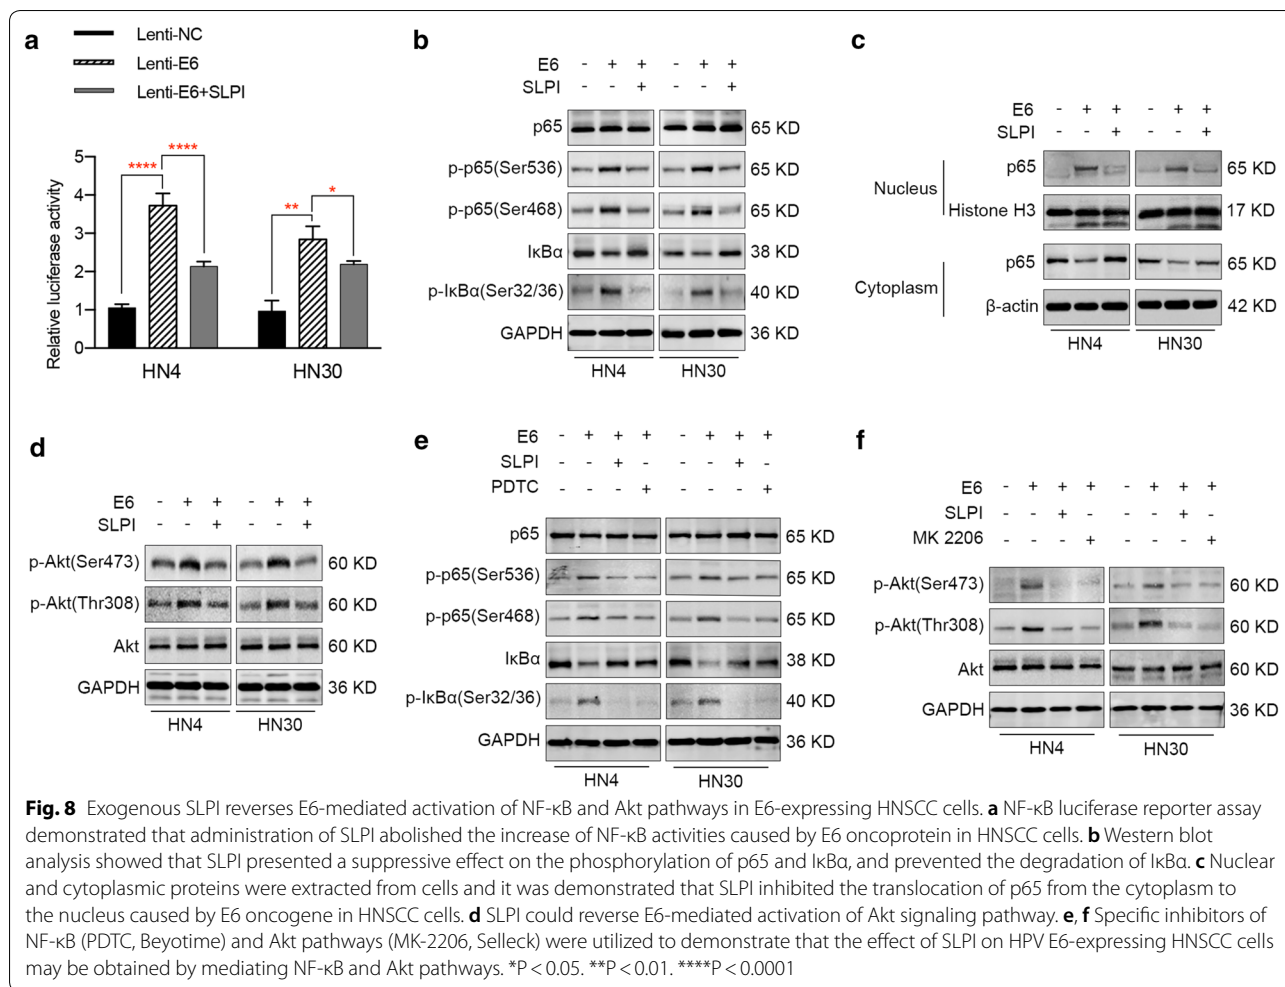 a
Lenti-NC
Lenti-E6
Lenti-E6+SLPI
Relative luciferase activity
5
4
3
2
1
0
**** ****
** *
HN4 HN30
b
E6 - + + - + +
SLPI - - + - - +
p65 65 KD
p-p65(Ser536) 65 KD
p-p65(Ser468) 65 KD
IκBα 38 KD
p-IκBα(Ser32/36) 40 KD
GAPDH 36 KD
HN4 HN30
c
E6 - + + - + +
SLPI - - + - - +
Nucleus
p65 65 KD
Histone H3 17 KD
Cytoplasm
p65 65 KD
β-actin 42 KD
HN4 HN30
d
E6 - + + - + +
SLPI - - + - - +
p-Akt(Ser473) 60 KD
p-Akt(Thr308) 60 KD
Akt 60 KD
GAPDH 36 KD
HN4 HN30
e
E6 - + + + - + + +
SLPI - - + - - - + -
PDTC - - - + - - - +
p65 65 KD
p-p65(Ser536) 65 KD
p-p65(Ser468) 65 KD
IκBα 38 KD
p-IκBα(Ser32/36) 40 KD
GAPDH 36 KD
HN4 HN30
f
E6 - + + + - + + +
SLPI - - + - - - + -
MK 2206 - - - + - - - +
p-Akt(Ser473) 60 KD
p-Akt(Thr308) 60 KD
Akt 60 KD
GAPDH 36 KD
HN4 HN30
Fig. 8 Exogenous SLPI reverses E6-mediated activation of NF-κB and Akt pathways in E6-expressing HNSCC cells. a NF-κB luciferase reporter assay
demonstrated that administration of SLPI abolished the increase of NF-κB activities caused by E6 oncoprotein in HNSCC cells. b Western blot
analysis showed that SLPI presented a suppressive effect on the phosphorylation of p65 and IκBα, and prevented the degradation of IκBα. c Nuclear
and cytoplasmic proteins were extracted from cells and it was demonstrated that SLPI inhibited the translocation of p65 from the cytoplasm to
the nucleus caused by E6 oncogene in HNSCC cells. d SLPI could reverse E6-mediated activation of Akt signaling pathway. e, f Specific inhibitors of
NF-κB (PDTC, Beyotime) and Akt pathways (MK-2206, Selleck) were utilized to demonstrate that the effect of SLPI on HPV E6-expressing HNSCC cells
may be obtained by mediating NF-κB and Akt pathways. *P < 0.05. **P < 0.01. ****P < 0.0001